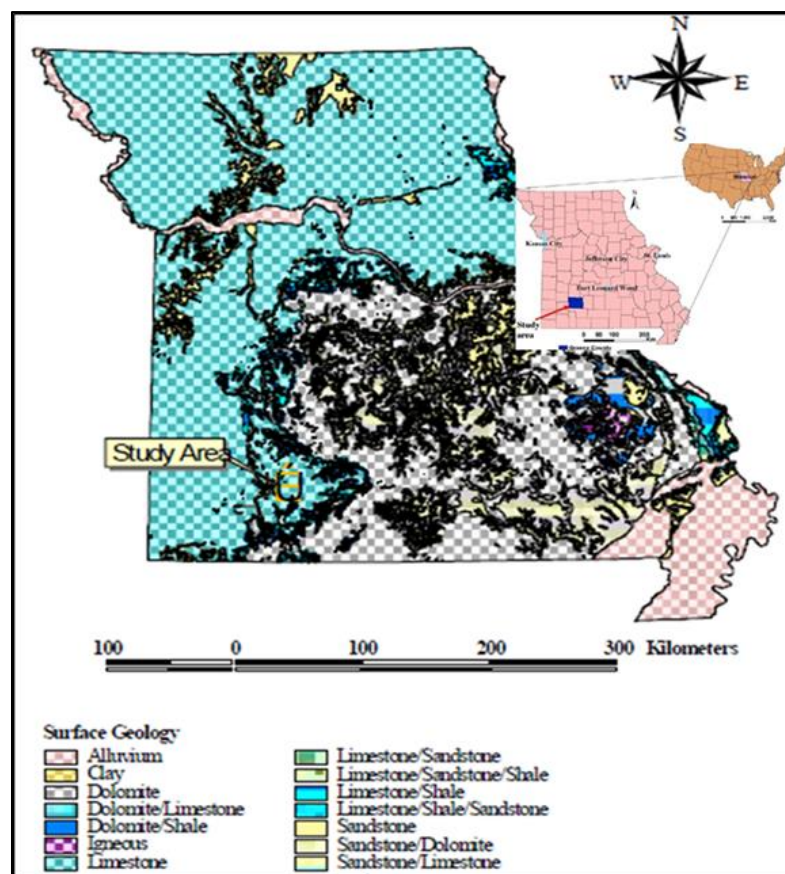 N
W E
S
N
Missouri
Kansas City
Jefferson City
St. Louis
Fort Leonard Wood
Study
area
Study Area
100 0 100 200 300 Kilometers
Surface Geology
Alluvium
Clay
Dolomite
Dolomite/Limestone
Dolomite/Shale
Igneous
Limestone
Limestone/Sandstone
Limestone/Sandstone/Shale
Limestone/Shale
Limestone/Shale/Sandstone
Sandstone
Sandstone/Dolomite
Sandstone/Limestone